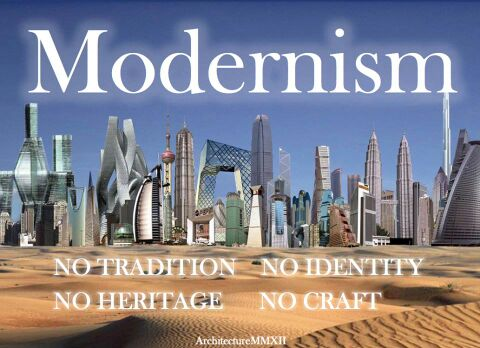 Modernism
NO TRADITION NO IDENTITY
NO HERITAGE NO CRAFT
ArchitectureMMXII